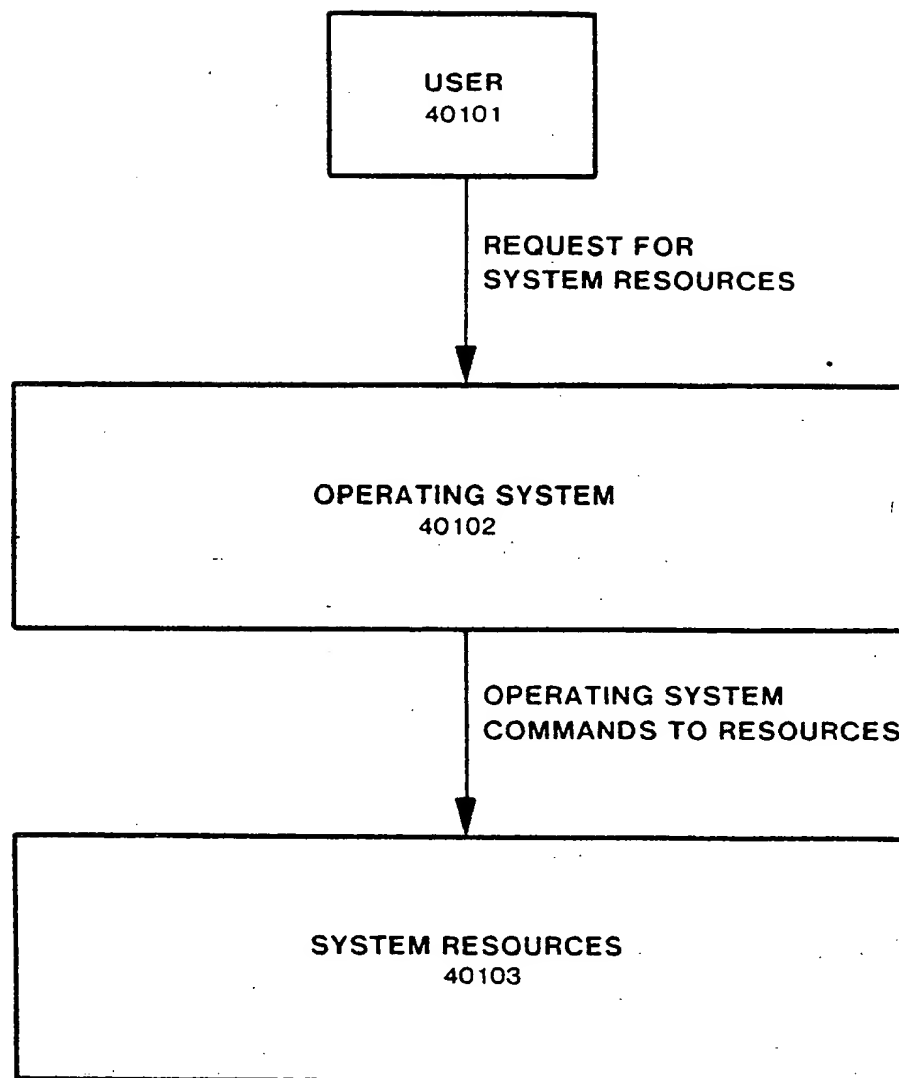 USER
40101
REQUEST FOR
SYSTEM RESOURCES
OPERATING SYSTEM
40102
OPERATING SYSTEM
COMMANDS TO RESOURCES
SYSTEM RESOURCES
40103